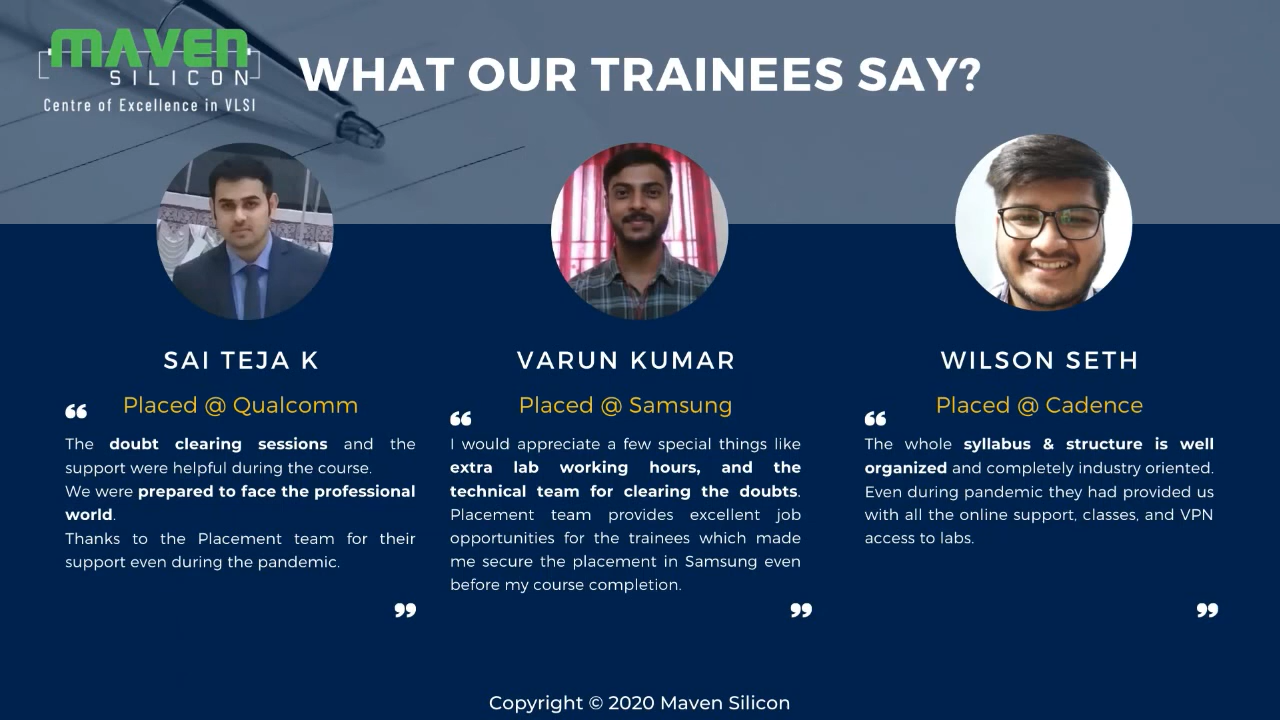 MAVEN
SILICON
Centre of Excellence in VLSI
WHAT OUR TRAINEES SAY?
SAI TEJA K
Placed @ Qualcomm
“
The doubt clearing sessions and the
support were helpful during the course.
We were prepared to face the professional
world.
Thanks to the Placement team for their
support even during the pandemic.
”
VARUN KUMAR
Placed @ Samsung
“
I would appreciate a few special things like
extra lab working hours, and the
technical team for clearing the doubts.
Placement team provides excellent job
opportunities for the trainees which made
me secure the placement in Samsung even
before my course completion.
”
WILSON SETH
Placed @ Cadence
“
The whole syllabus & structure is well
organized and completely industry oriented.
Even during pandemic they had provided us
with all the online support, classes, and VPN
access to labs.
”
Copyright © 2020 Maven Silicon